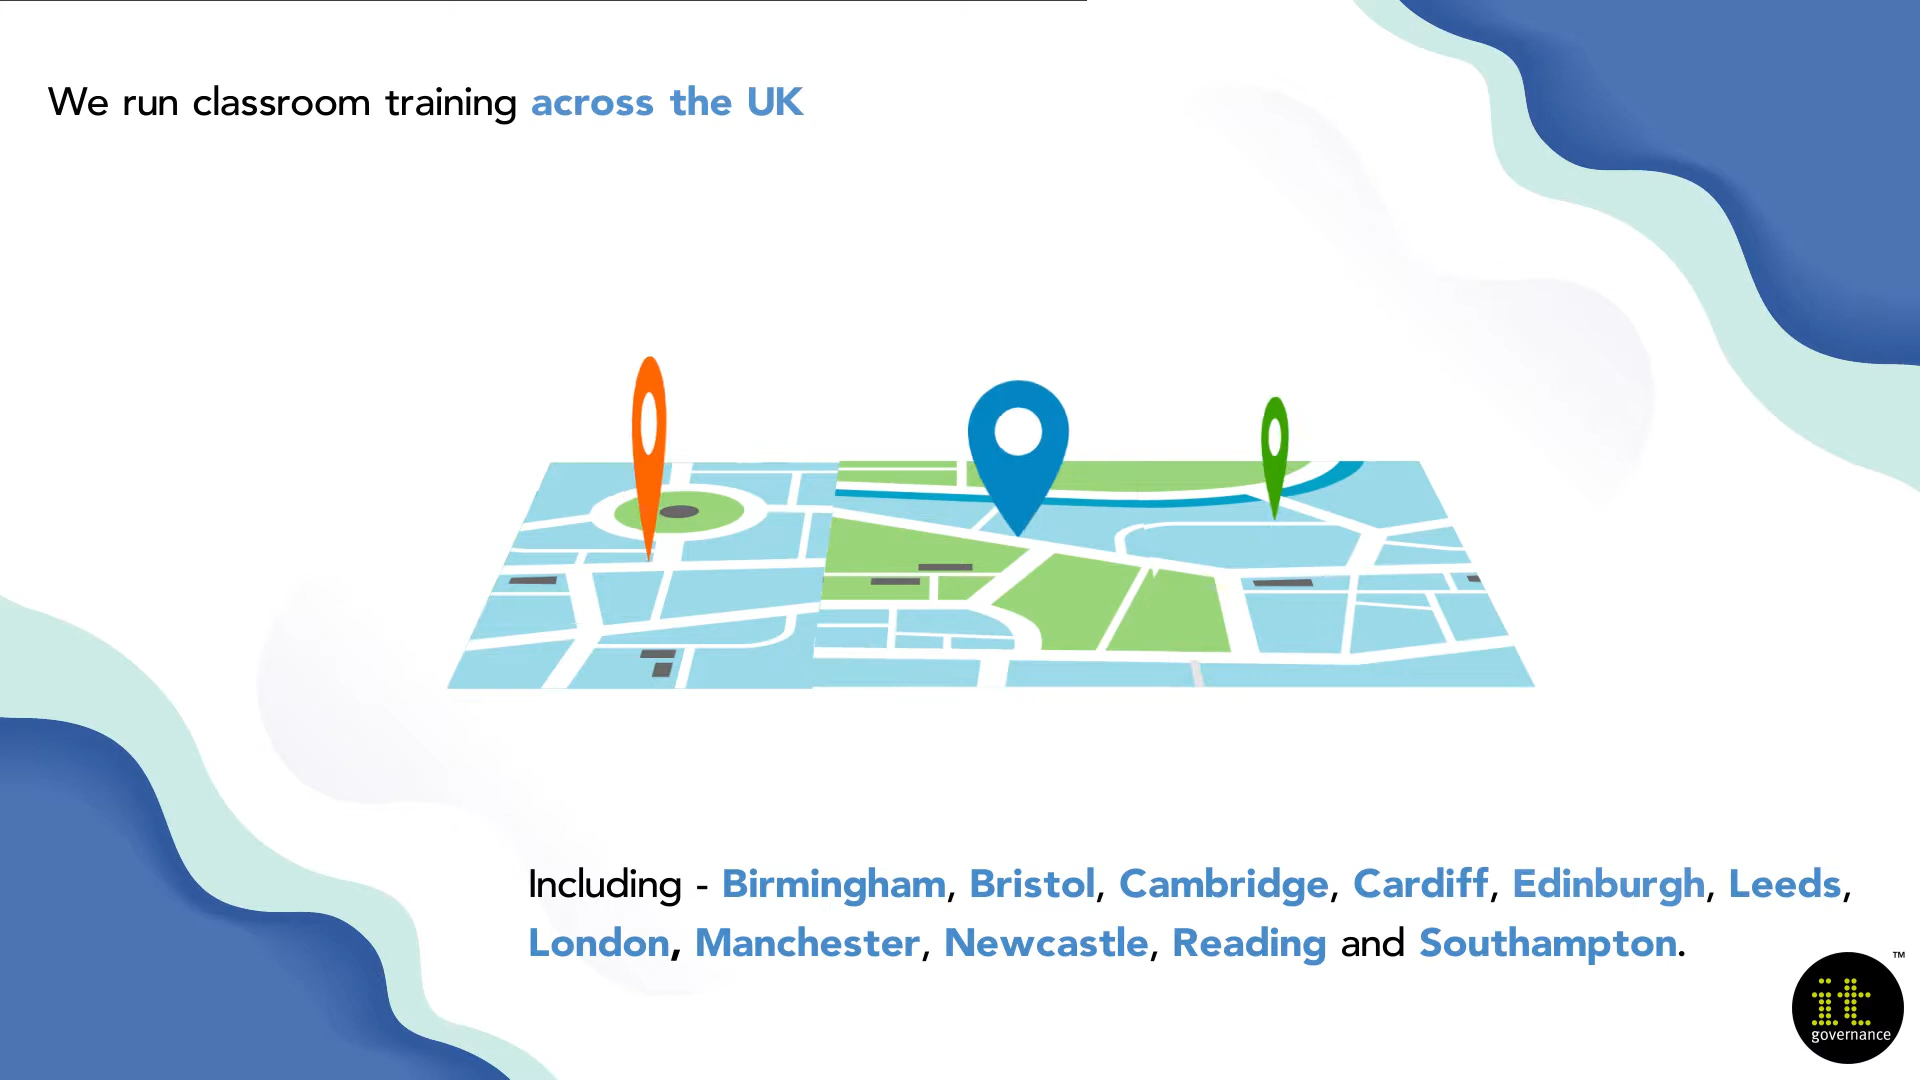 We run classroom training across the UK
Including - Birmingham, Bristol, Cambridge, Cardiff, Edinburgh, Leeds,
London, Manchester, Newcastle, Reading and Southampton.
TM
it
governance